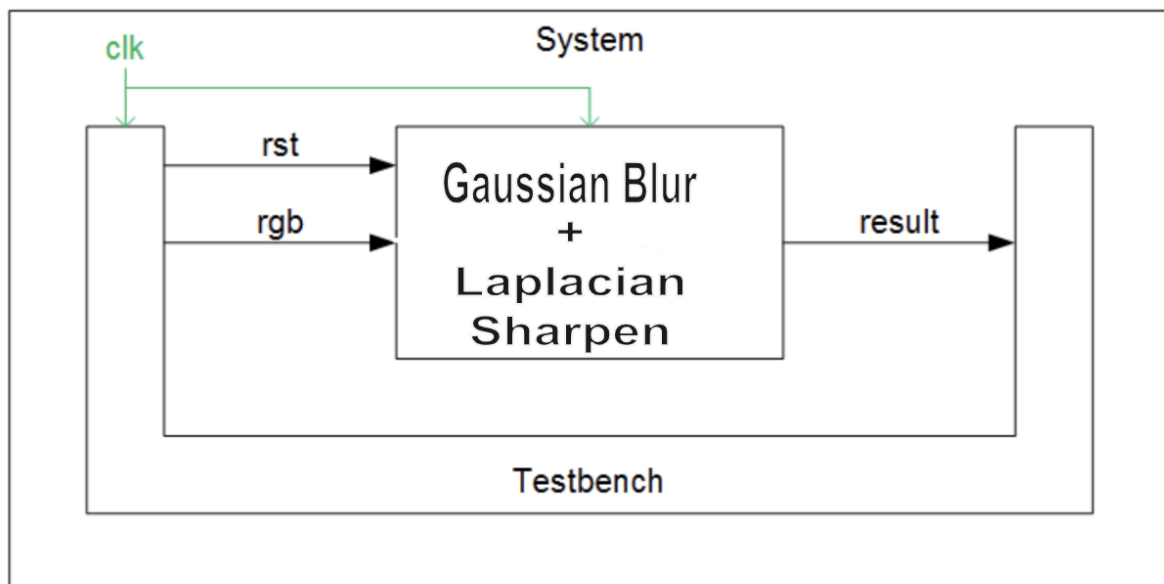 System
clk
rst
rgb
Gaussian Blur
+
Laplacian
Sharpen
result
Testbench